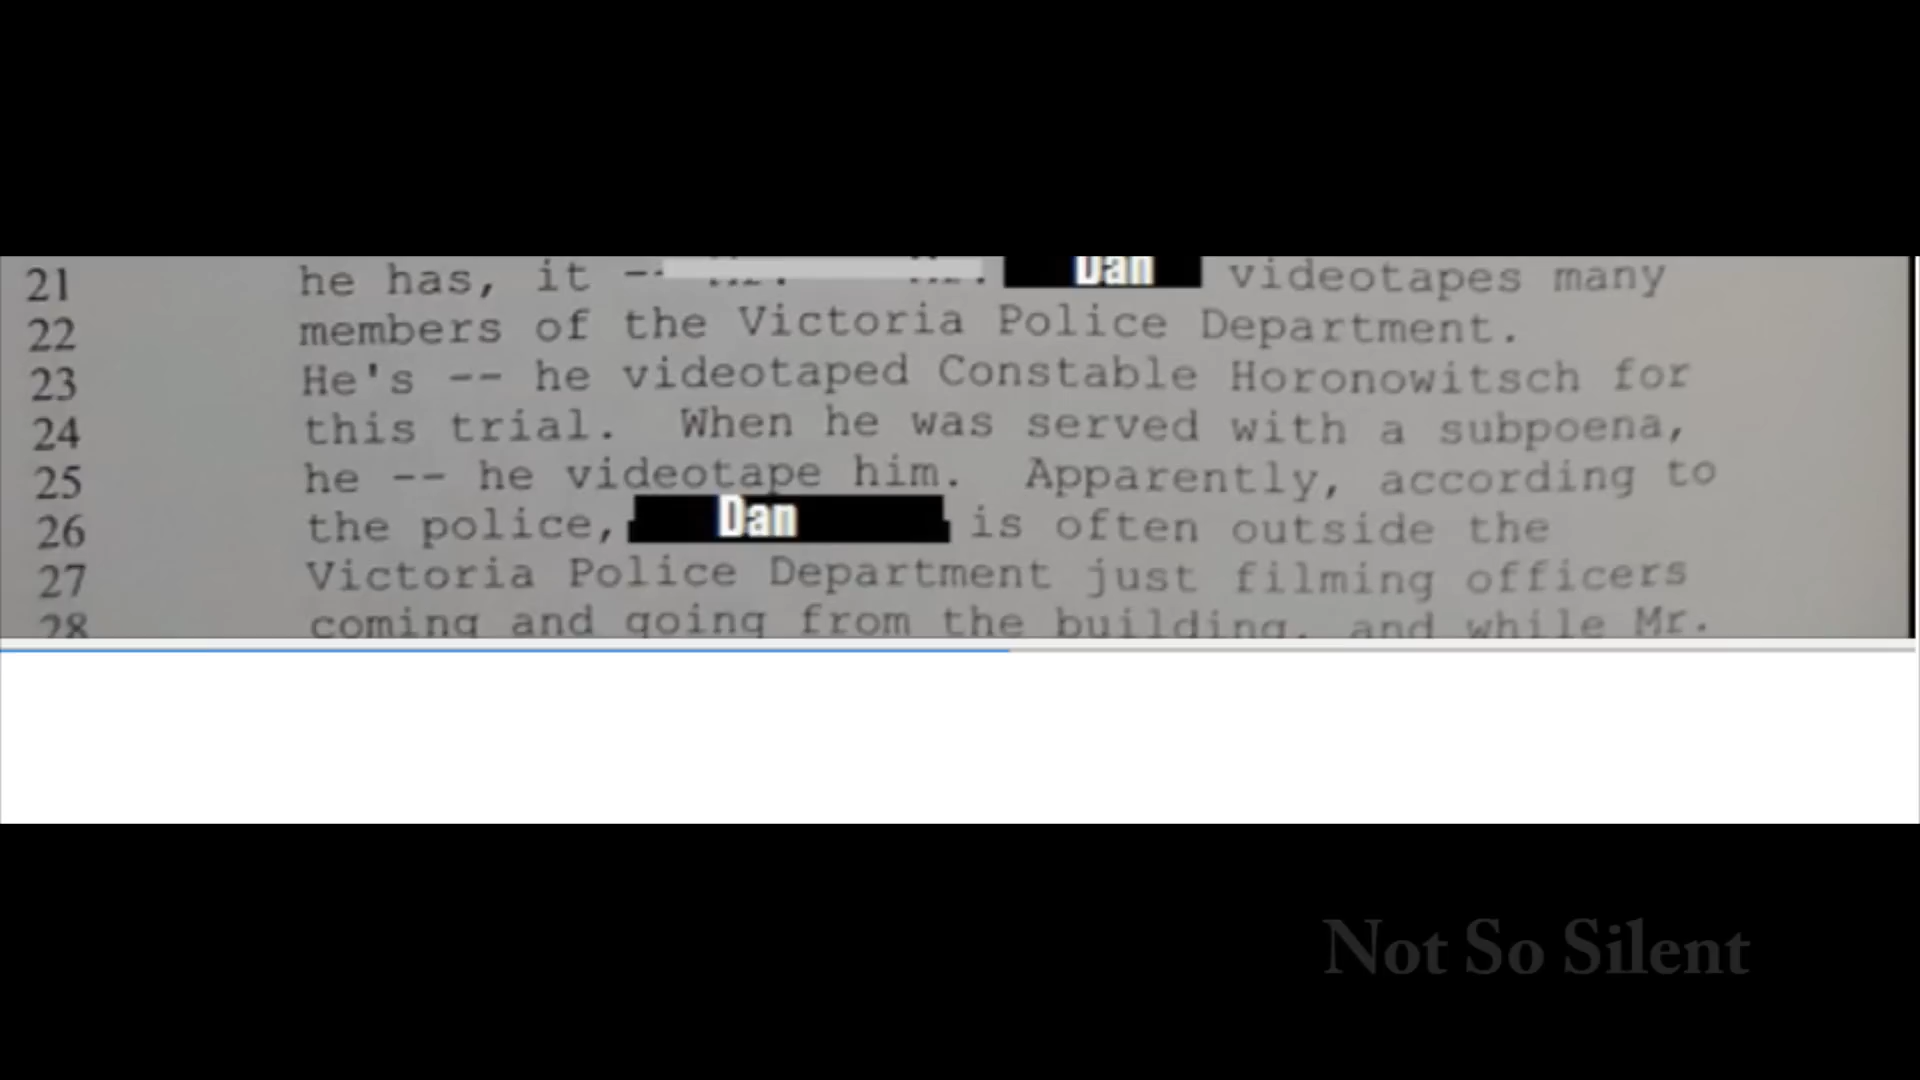 21 he has, it -- Dan videotapes many
22 members of the Victoria Police Department.
23 He's -- he videotaped Constable Horonowitsch for
24 this trial. When he was served with a subpoena,
25 he -- he videotape him. Apparently, according to
26 the police, Dan is often outside the
27 Victoria Police Department just filming officers
28 coming and going from the building, and while Mr.
Not So Silent